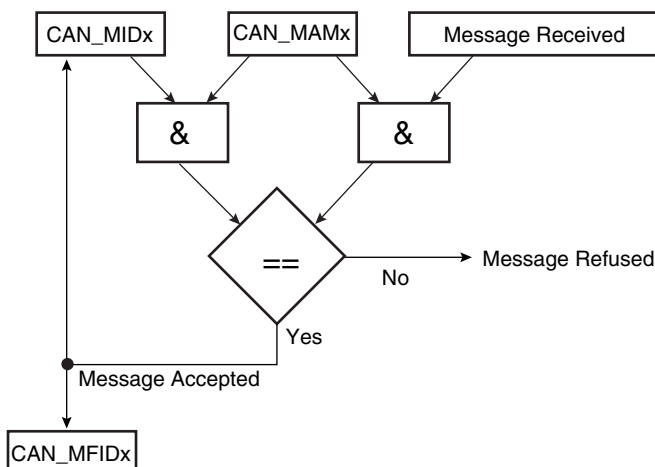 CAN_MIDx
CAN_MAMx
Message Received
&
&
==
No
Message Refused
Yes
Message Accepted
CAN_MFIDx